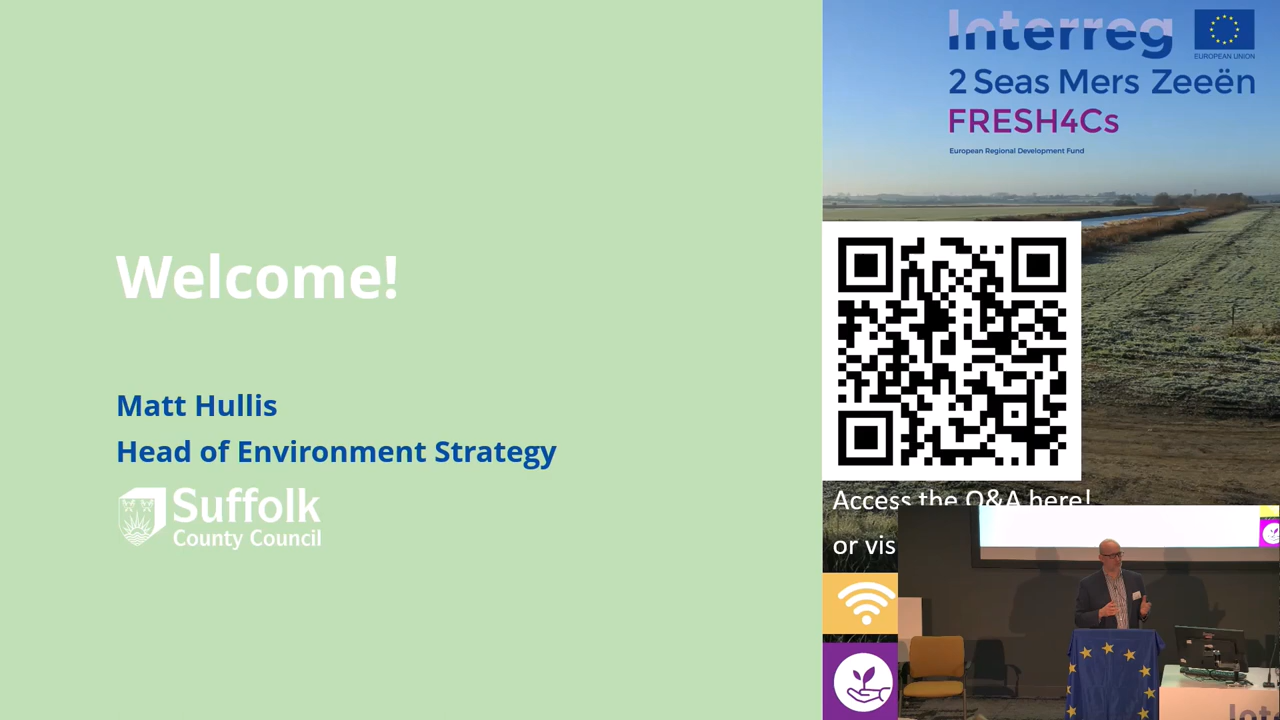 Welcome!
Matt Hullis
Head of Environment Strategy
Suffolk
County Council
Interreg
EUROPEAN UNION
2 Seas Mers Zeeën
FRESH4Cs
European Regional Development Fund
Access the Q&A here!
or vis